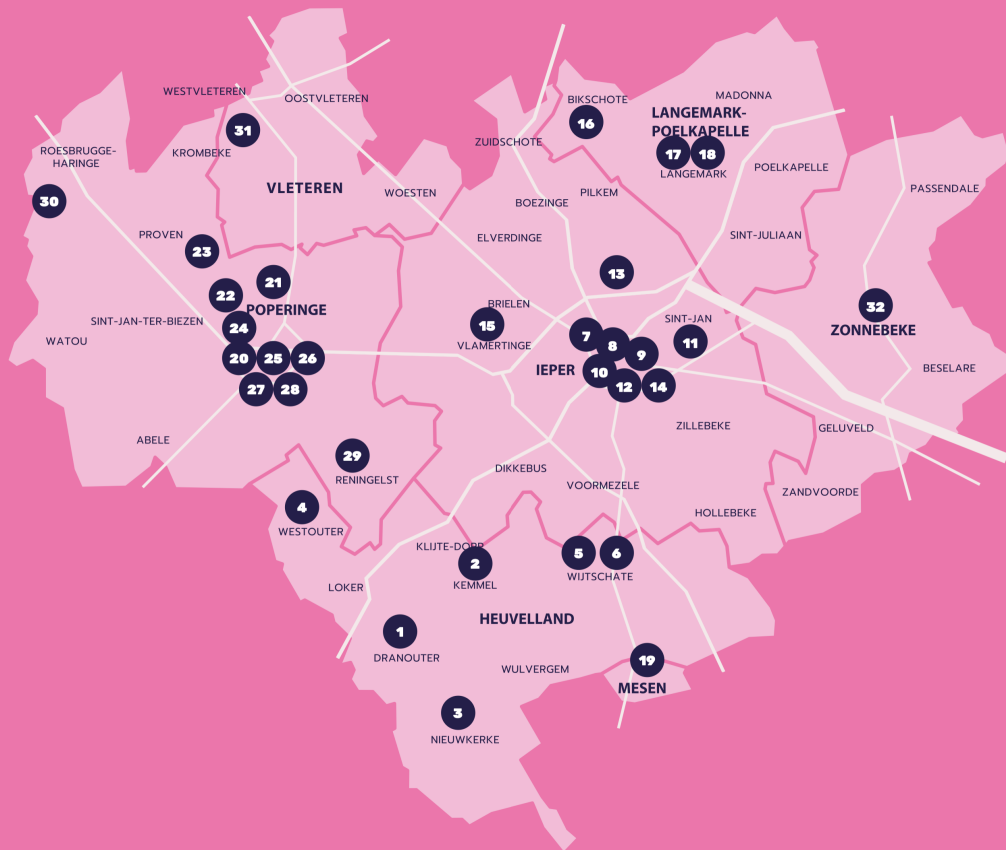 WESTVLETEREN
OOSTVLETEREN
31
KROMBEKE
ROESBRUGGE-
HARINGE
30
VLETEREN
WOESTEN
PROVEN
23
22
21
POPERINGE
SINT-JAN-TER-BIEZEN
24
WATOU
20
25
26
27
28
ABELE
29
RENINGELST
BIKSCHOTE
16
ZUIDSCHOTE
MADONNA
LANGEMARK-
POELKAPELLE
17
18
LANGEMARK
POELKAPELLE
PILKEM
BOEZINGE
ELVERDINGE
SINT-JULIAAN
PASSENDALE
13
BRIELEN
15
VLAMERTINGE
SINT-JAN
7
8
9
11
IEPER
10
12
14
32
ZONNEBEKE
BESELARE
ZILLEBEKE
GELUVELD
DIKKEBUS
VOORMEZELE
ZANDVOORDE
HOLLEBEKE
4
WESTOUTER
KLIJTE-DORP
2
KEMMEL
5
6
WIJTSCHATE
LOKER
HEUVELLAND
1
DRANOUTER
WULVERGEM
19
MESEN
3
NIEUWKERKE